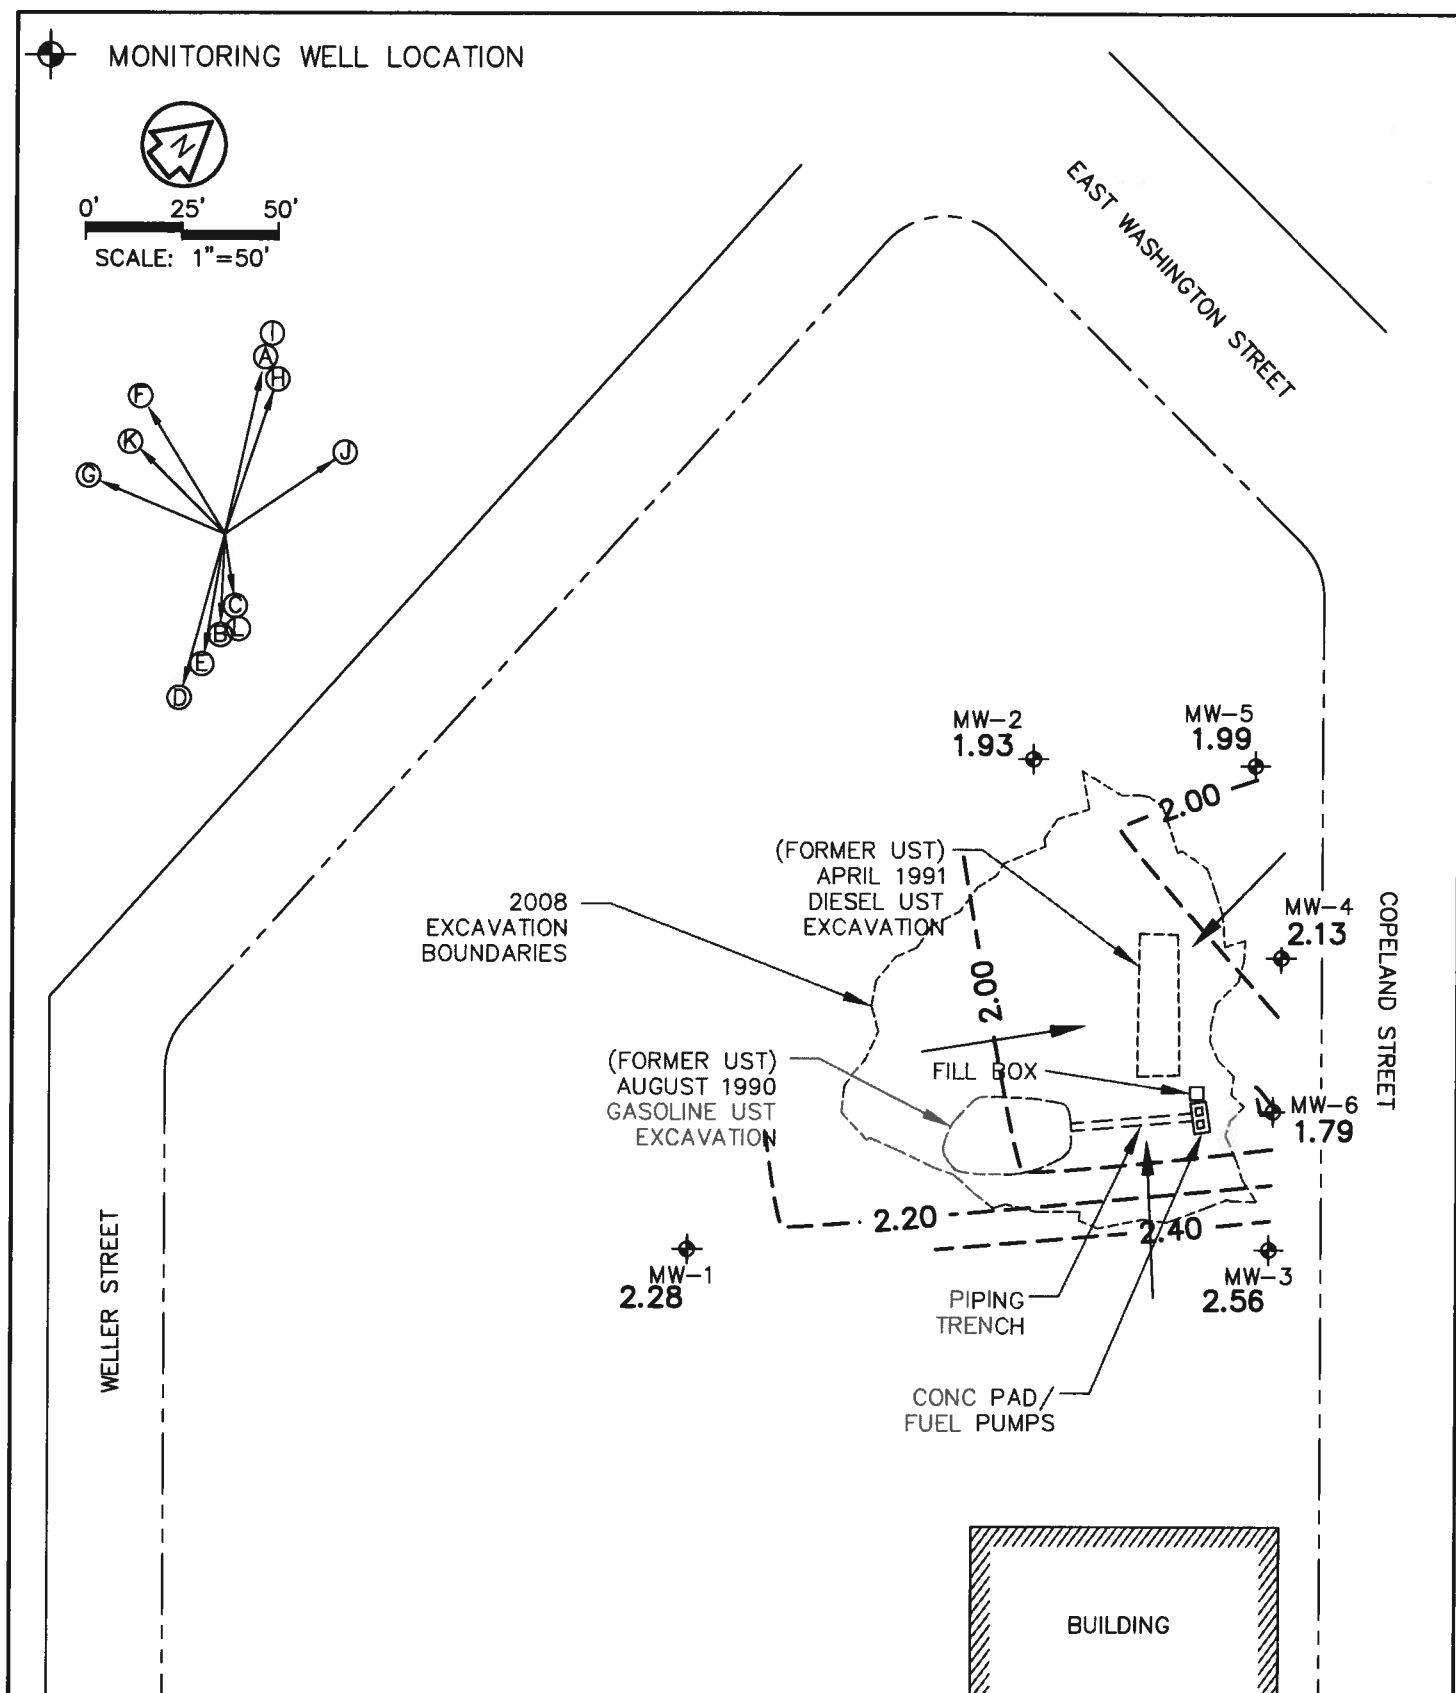 MONITORING WELL LOCATION
N
0' 25' 50'
SCALE: 1"=50'
I
A
H
F
K
J
G
C
B L
E
D
EAST WASHINGTON STREET
MW-2
1.93
MW-5
1.99
2.00
(FORMER UST)
APRIL 1991
DIESEL UST
EXCAVATION
2008
EXCAVATION
BOUNDARIES
MW-4
2.13
COPELAND STREET
2.00
(FORMER UST)
AUGUST 1990
GASOLINE UST
EXCAVATION
FILL BOX
MW-6
1.79
2.20
2.40
MW-1
2.28
MW-3
2.56
WELLER STREET
PIPING
TRENCH
CONC PAD/
FUEL PUMPS
BUILDING